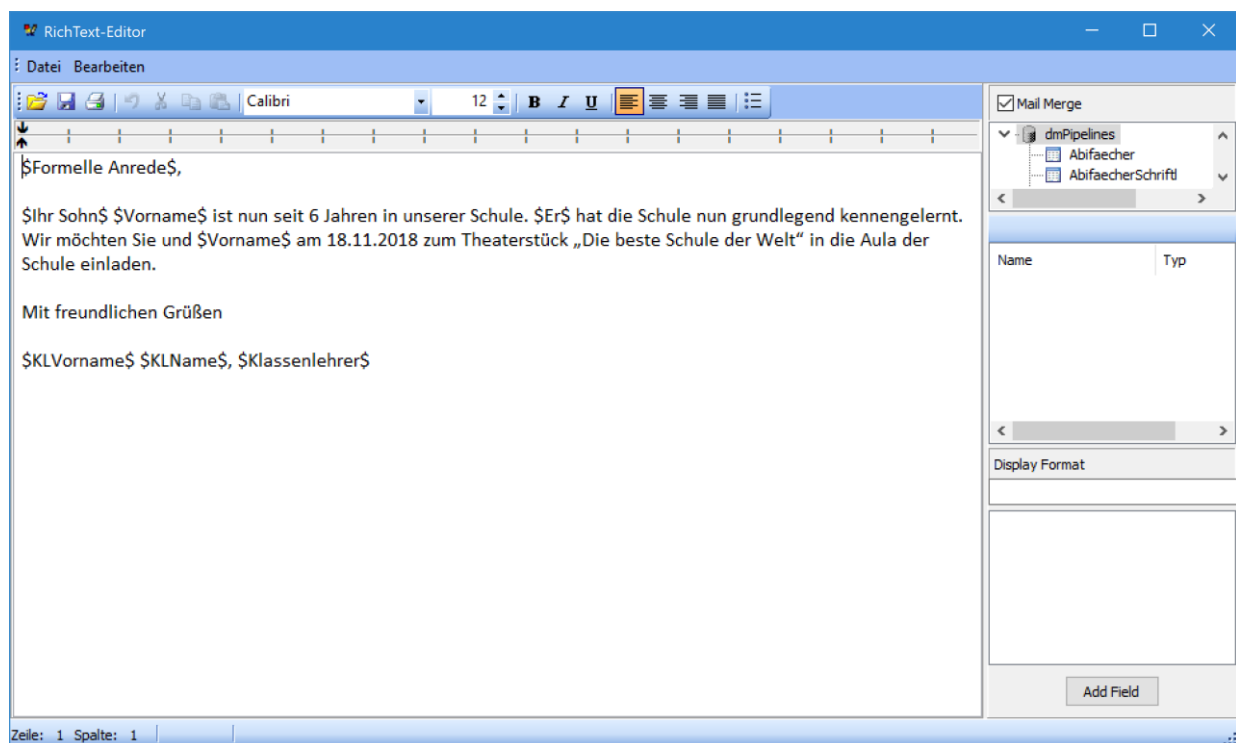 RichText-Editor
Datei Bearbeiten
Calibri 12 B I U
Mail Merge
dmPipelines
Abifaecher
AbifaecherSchriftl
$Formelle Anrede$,
$Ihr Sohn$ $Vorname$ ist nun seit 6 Jahren in unserer Schule. $Er$ hat die Schule nun grundlegend kennengelernt.
Wir möchten Sie und $Vorname$ am 18.11.2018 zum Theaterstück „Die beste Schule der Welt“ in die Aula der
Schule einladen.
Mit freundlichen Grüßen
$KLVorname$ $KLName$, $Klassenlehrer$
Name Typ
Display Format
Add Field
Zeile: 1 Spalte: 1